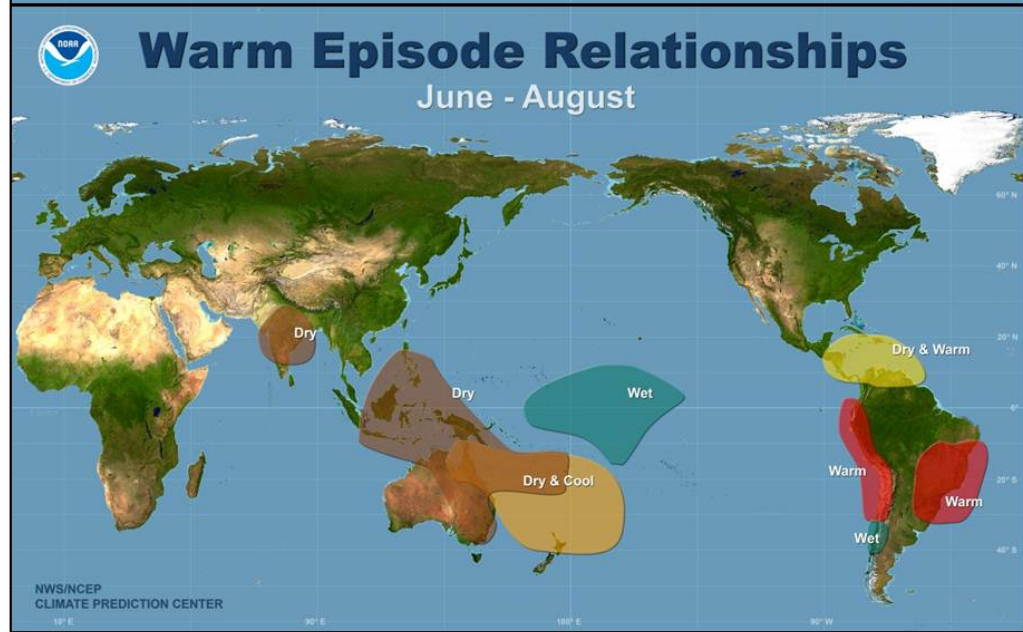 NOAA
Warm Episode Relationships
June - August
60° N
40° N
Dry
20° N
Dry & Warm
Dry
Wet
0°
Warm
Dry & Cool
20° S
Warm
Wet
40° S
NWS/NCEP
CLIMATE PREDICTION CENTER
90° E
180° E
90° W